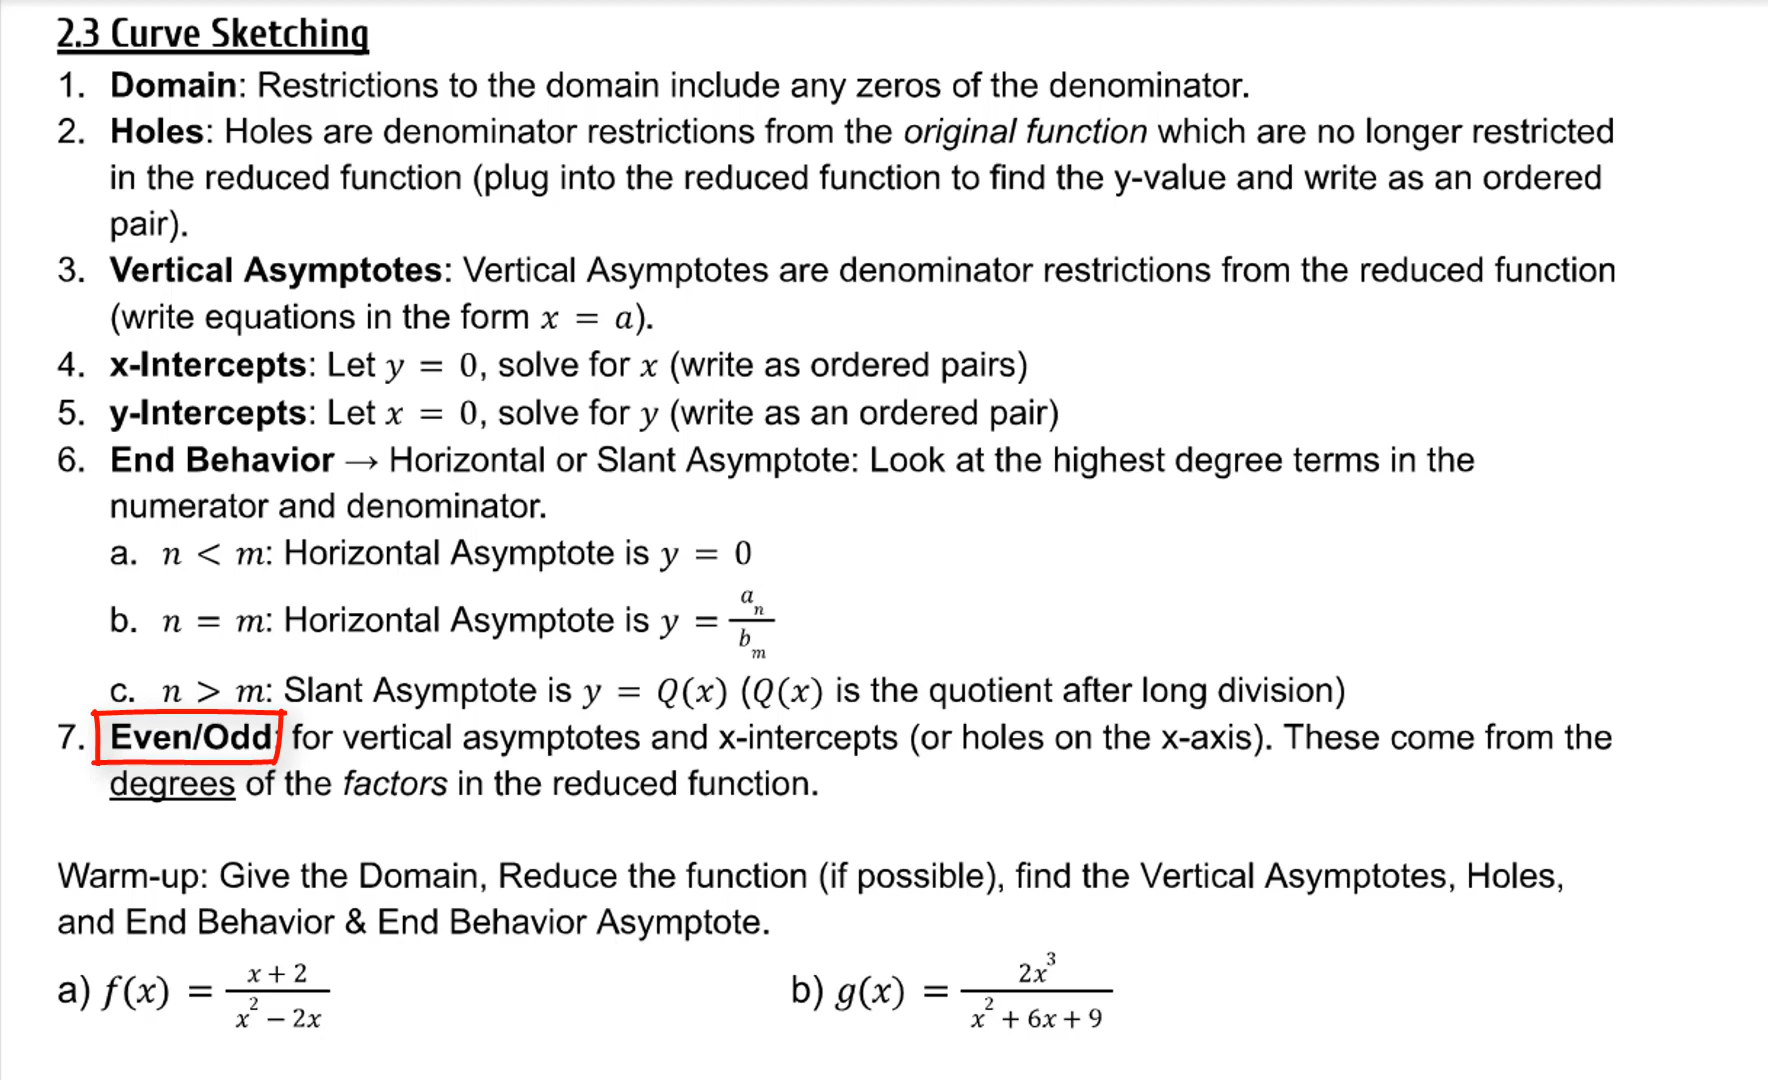 2.3 Curve Sketching
1. Domain: Restrictions to the domain include any zeros of the denominator.
2. Holes: Holes are denominator restrictions from the original function which are no longer restricted
in the reduced function (plug into the reduced function to find the y-value and write as an ordered
pair).
3. Vertical Asymptotes: Vertical Asymptotes are denominator restrictions from the reduced function
(write equations in the form x = a).
4. x-Intercepts: Let y = 0, solve for x (write as ordered pairs)
5. y-Intercepts: Let x = 0, solve for y (write as an ordered pair)
6. End Behavior → Horizontal or Slant Asymptote: Look at the highest degree terms in the
numerator and denominator.
a. n < m: Horizontal Asymptote is y = 0
b. n = m: Horizontal Asymptote is y = a_n / b_m
c. n > m: Slant Asymptote is y = Q(x) (Q(x) is the quotient after long division)
7. Even/Odd: for vertical asymptotes and x-intercepts (or holes on the x-axis). These come from the
degrees of the factors in the reduced function.
Warm-up: Give the Domain, Reduce the function (if possible), find the Vertical Asymptotes, Holes,
and End Behavior & End Behavior Asymptote.
a) f(x) = (x + 2) / (x² − 2x)
b) g(x) = 2x³ / (x² + 6x + 9)